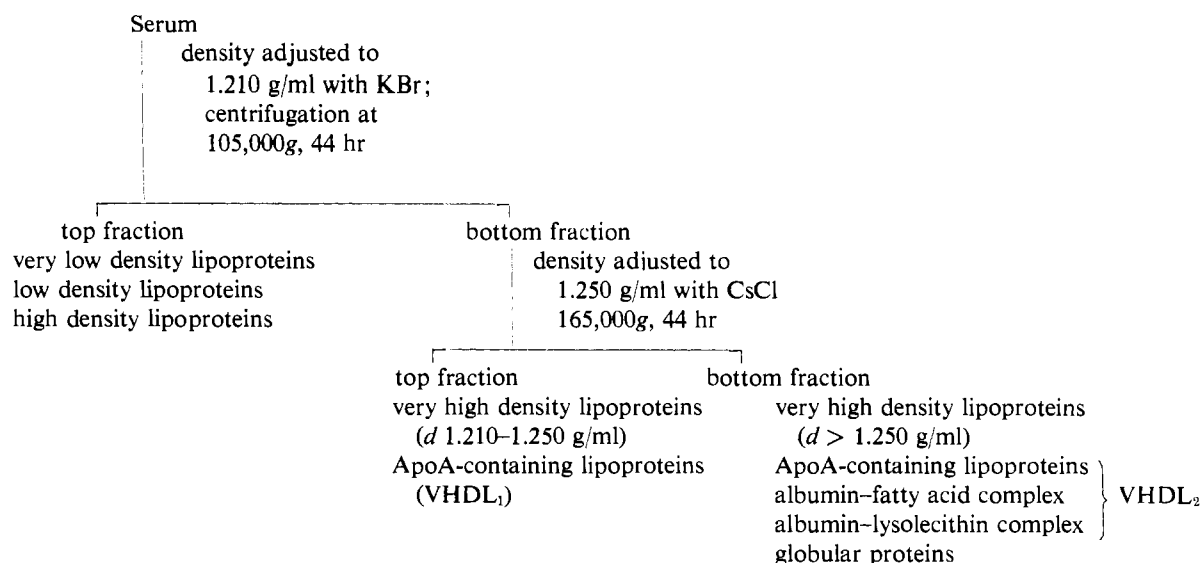 Serum
density adjusted to
1.210 g/ml with KBr;
centrifugation at
105,000g, 44 hr
top fraction
very low density lipoproteins
low density lipoproteins
high density lipoproteins
bottom fraction
density adjusted to
1.250 g/ml with CsCl
165,000g, 44 hr
top fraction
very high density lipoproteins
(d 1.210–1.250 g/ml)
ApoA-containing lipoproteins
(VHDL₁)
bottom fraction
very high density lipoproteins
(d > 1.250 g/ml)
ApoA-containing lipoproteins
albumin–fatty acid complex
albumin–lysolecithin complex
globular proteins
VHDL₂